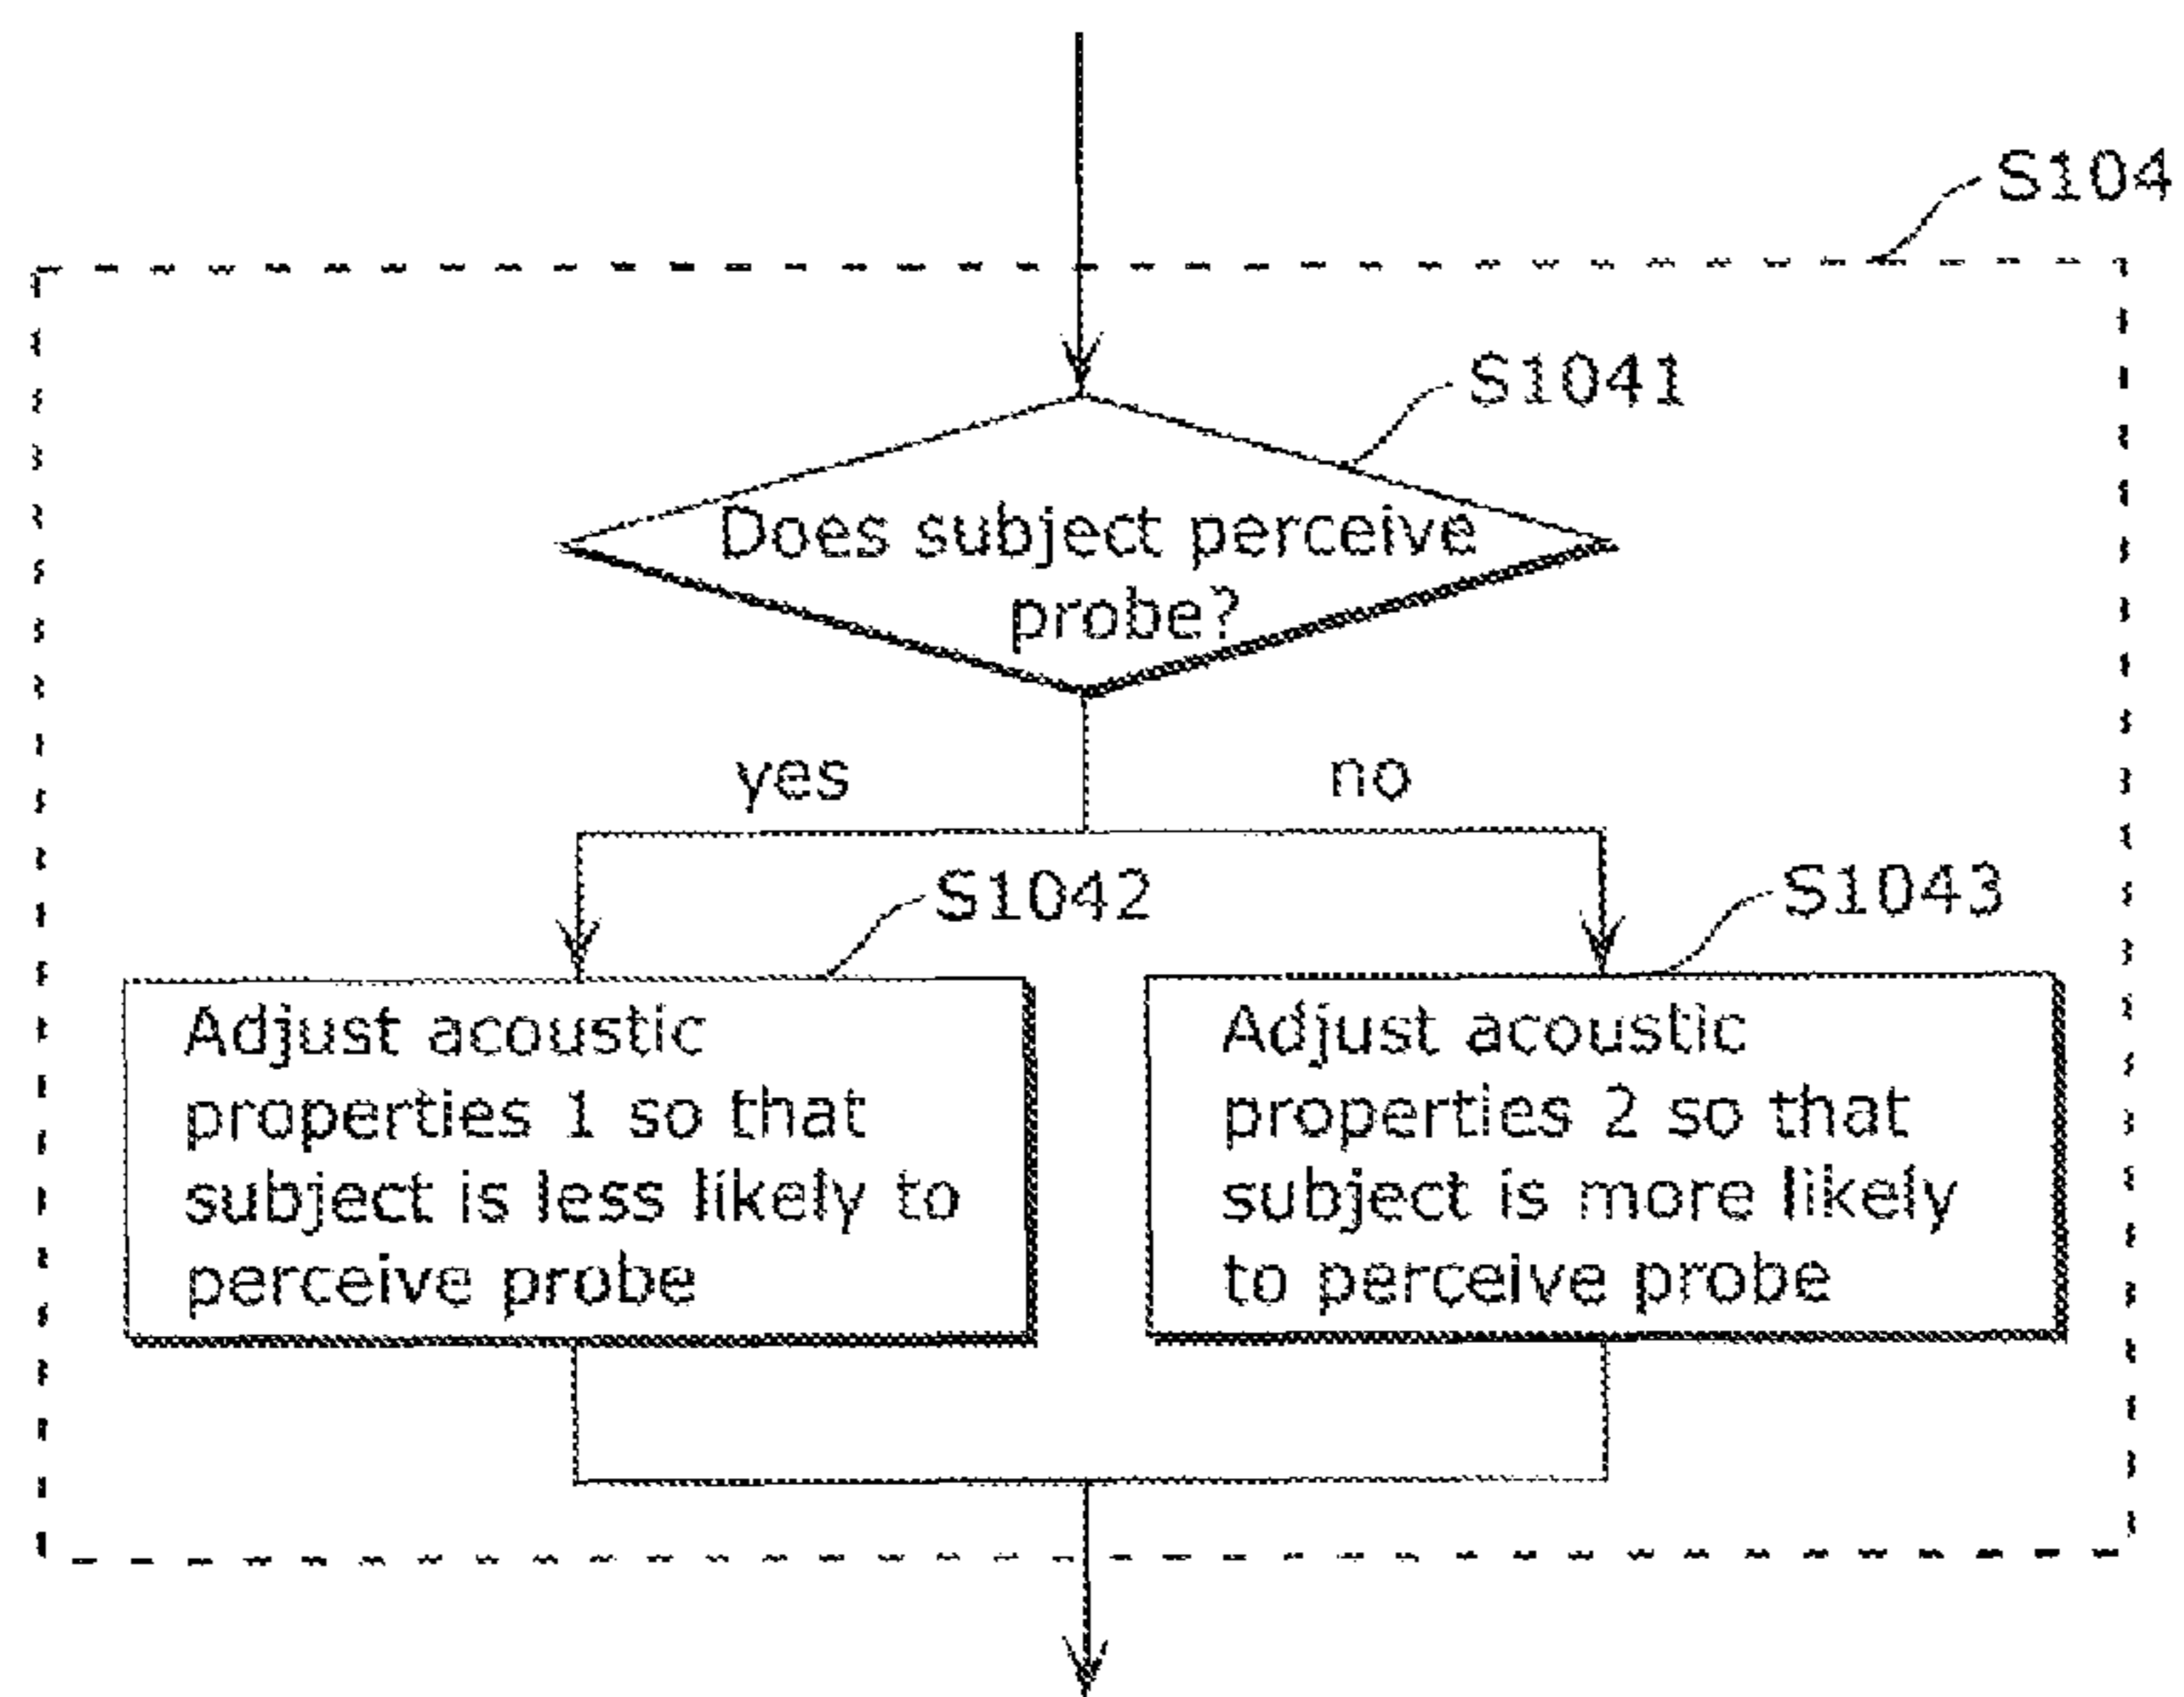 S104
S1041
Does subject perceive
probe?
yes
no
S1042
S1043
Adjust acoustic
properties 1 so that
subject is less likely to
perceive probe
Adjust acoustic
properties 2 so that
subject is more likely
to perceive probe